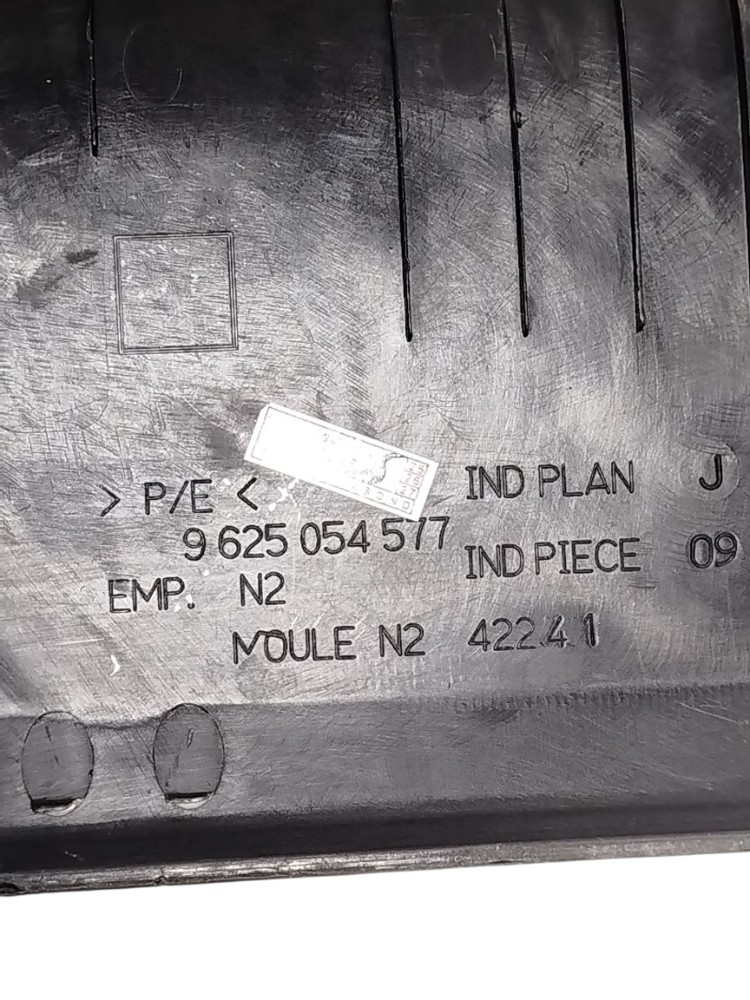 > P/E <
IND PLAN J
9 625 054 577
IND PIECE 09
EMP. N2
MOULE N2 4224 1